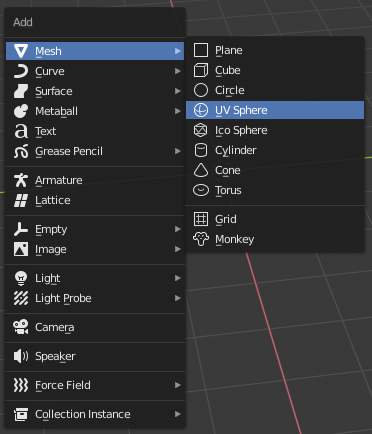 Add
Mesh
Curve
Surface
Metaball
Text
Grease Pencil
Armature
Lattice
Empty
Image
Light
Light Probe
Camera
Speaker
Force Field
Collection Instance
Plane
Cube
Circle
UV Sphere
Ico Sphere
Cylinder
Cone
Torus
Grid
Monkey